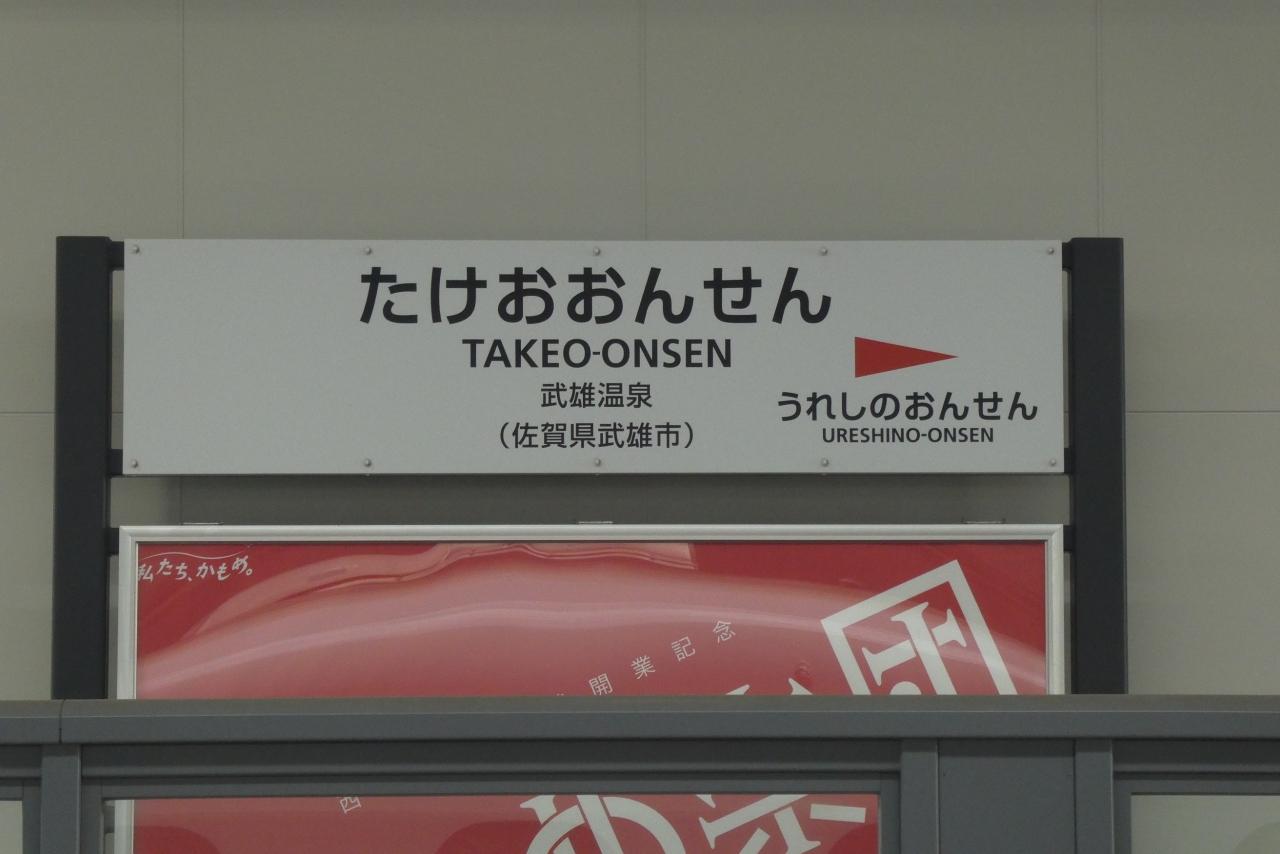 たけおおんせん
TAKEO-ONSEN
武雄温泉
(佐賀県武雄市)
うれしのおんせん
URESHINO-ONSEN
私たち、かもめ。
開業記念
西